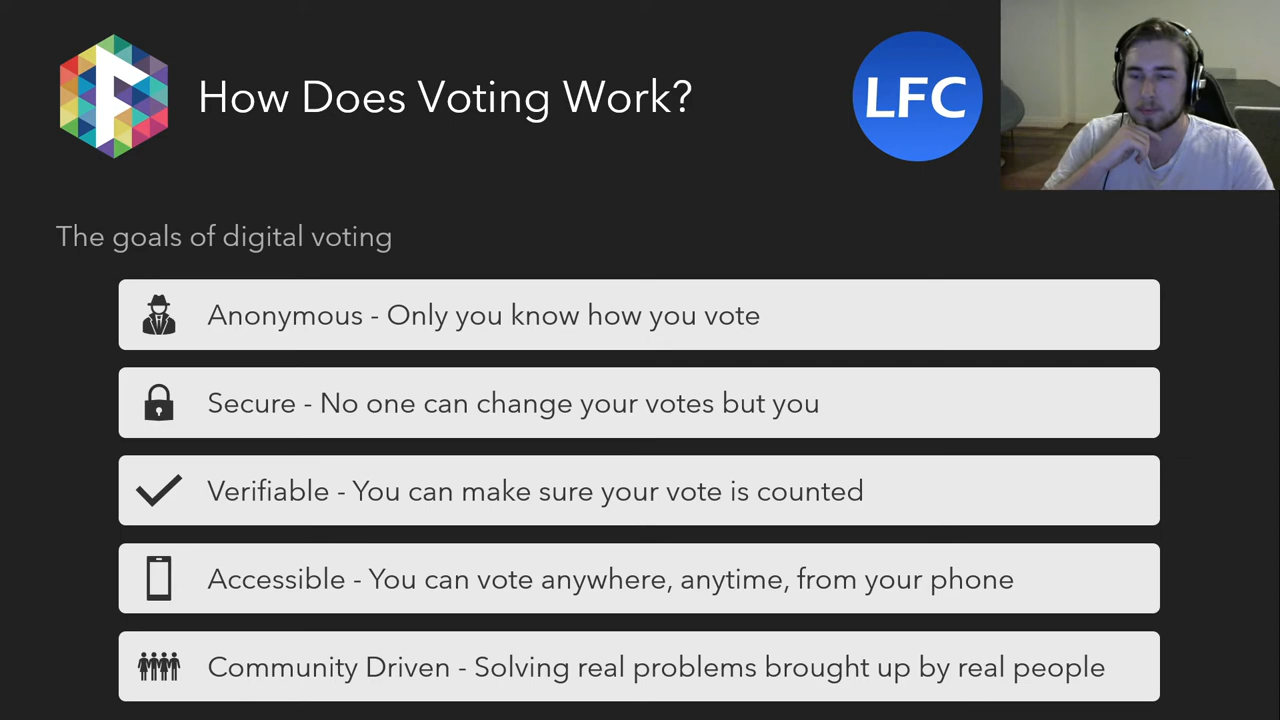 How Does Voting Work?
LFC
The goals of digital voting
Anonymous - Only you know how you vote
Secure - No one can change your votes but you
Verifiable - You can make sure your vote is counted
Accessible - You can vote anywhere, anytime, from your phone
Community Driven - Solving real problems brought up by real people